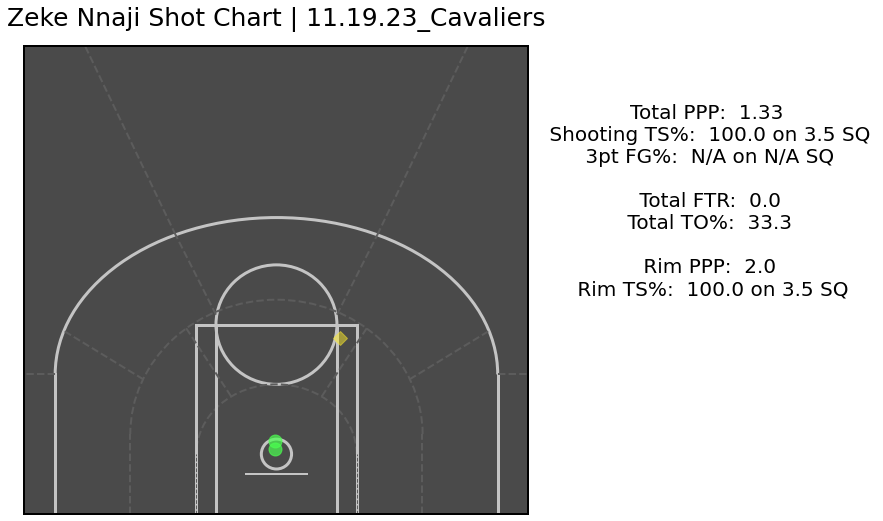 Zeke Nnaji Shot Chart | 11.19.23_Cavaliers
Total PPP:  1.33
Shooting TS%:  100.0 on 3.5 SQ
3pt FG%:  N/A on N/A SQ
Total FTR:  0.0
Total TO%:  33.3
Rim PPP:  2.0
Rim TS%:  100.0 on 3.5 SQ